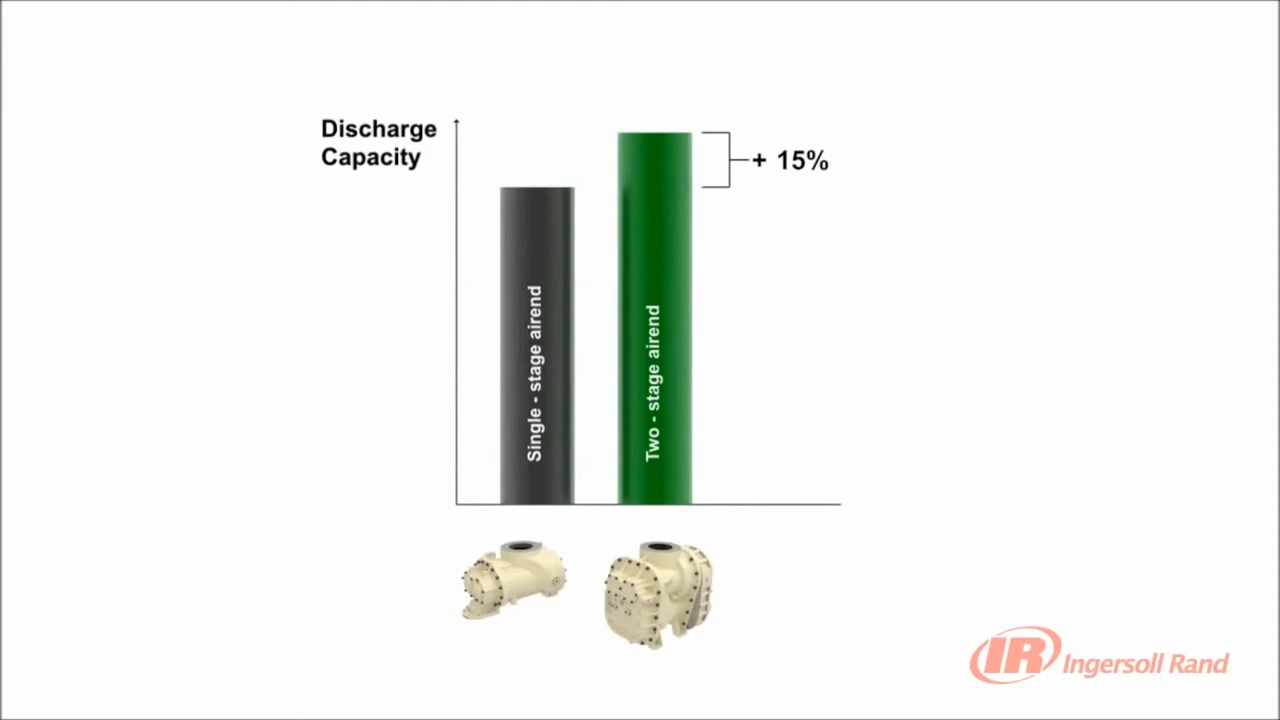 Discharge
Capacity
+ 15%
Single - stage airend
Two - stage airend
IR Ingersoll Rand